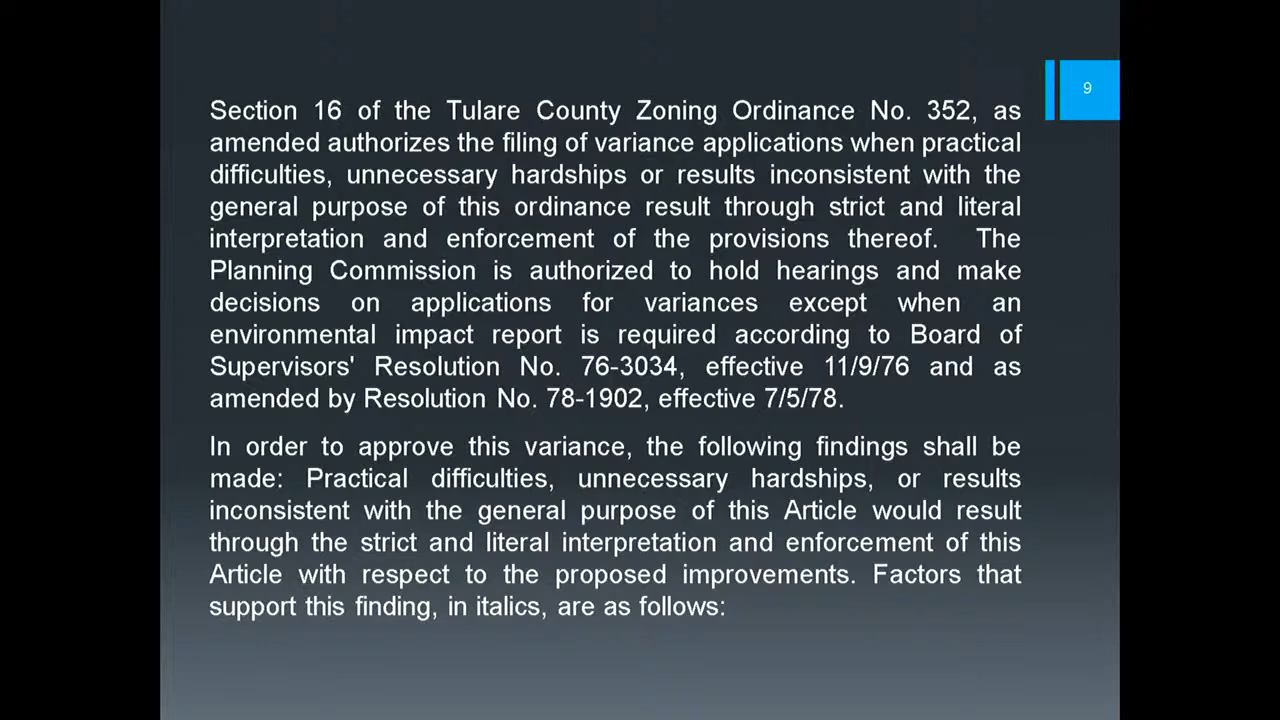 9
Section 16 of the Tulare County Zoning Ordinance No. 352, as
amended authorizes the filing of variance applications when practical
difficulties, unnecessary hardships or results inconsistent with the
general purpose of this ordinance result through strict and literal
interpretation and enforcement of the provisions thereof. The
Planning Commission is authorized to hold hearings and make
decisions on applications for variances except when an
environmental impact report is required according to Board of
Supervisors' Resolution No. 76-3034, effective 11/9/76 and as
amended by Resolution No. 78-1902, effective 7/5/78.
In order to approve this variance, the following findings shall be
made: Practical difficulties, unnecessary hardships, or results
inconsistent with the general purpose of this Article would result
through the strict and literal interpretation and enforcement of this
Article with respect to the proposed improvements. Factors that
support this finding, in italics, are as follows: